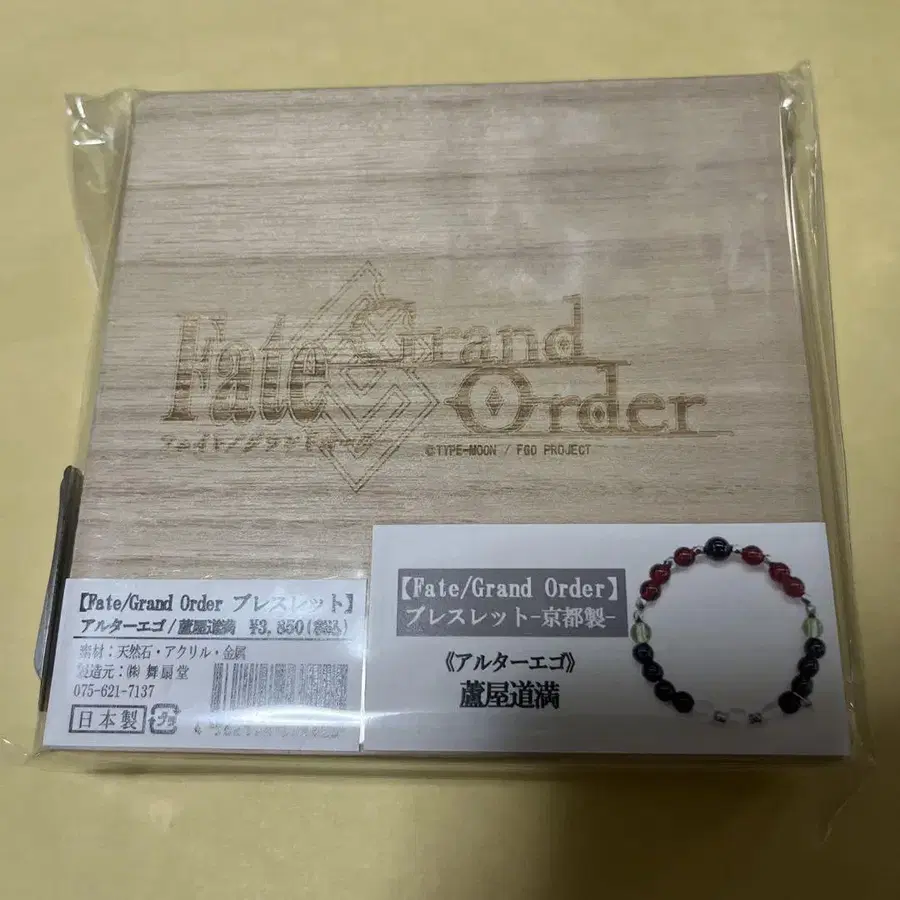 Fate Grand
Order
フェイト/グランドオーダー
©TYPE-MOON / FGO PROJECT
【Fate/Grand Order ブレスレット】
アルターエゴ/蘆屋道満 ¥3,850(税込)
素材:天然石・アクリル・金属
製造元:㈱舞扇堂
075-621-7137
日本製 プラ
【Fate/Grand Order】
ブレスレット-京都製-
《アルターエゴ》
蘆屋道満